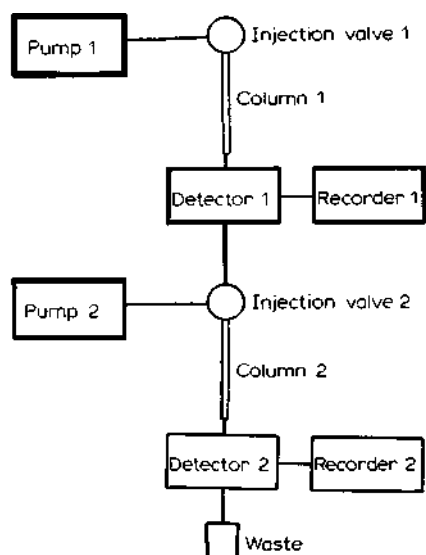 Pump 1
Injection valve 1
Column 1
Detector 1
Recorder 1
Pump 2
Injection valve 2
Column 2
Detector 2
Recorder 2
Waste